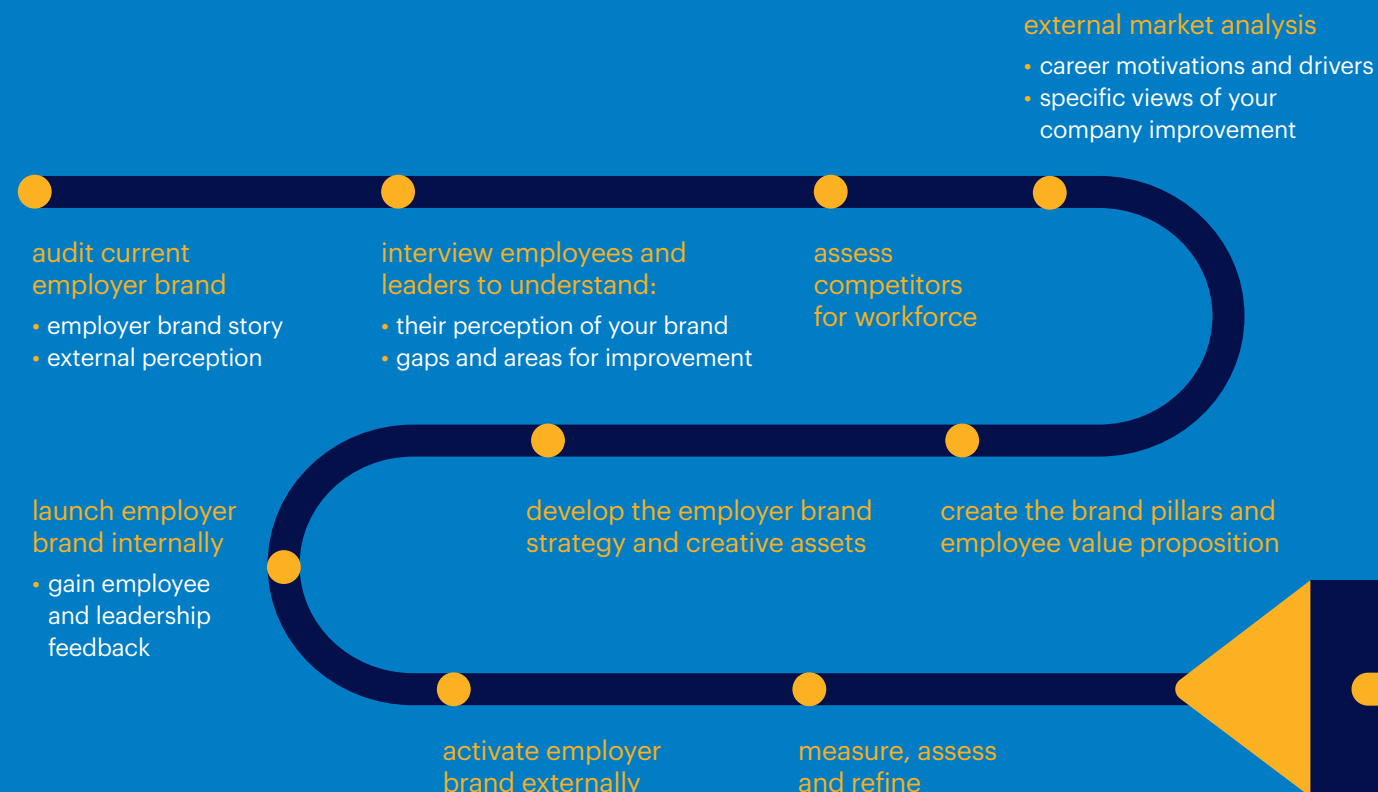 external market analysis
• career motivations and drivers
• specific views of your
company improvement
audit current
employer brand
• employer brand story
• external perception
interview employees and
leaders to understand:
• their perception of your brand
• gaps and areas for improvement
assess
competitors
for workforce
create the brand pillars and
employee value proposition
develop the employer brand
strategy and creative assets
launch employer
brand internally
• gain employee
and leadership
feedback
activate employer
brand externally
measure, assess
and refine